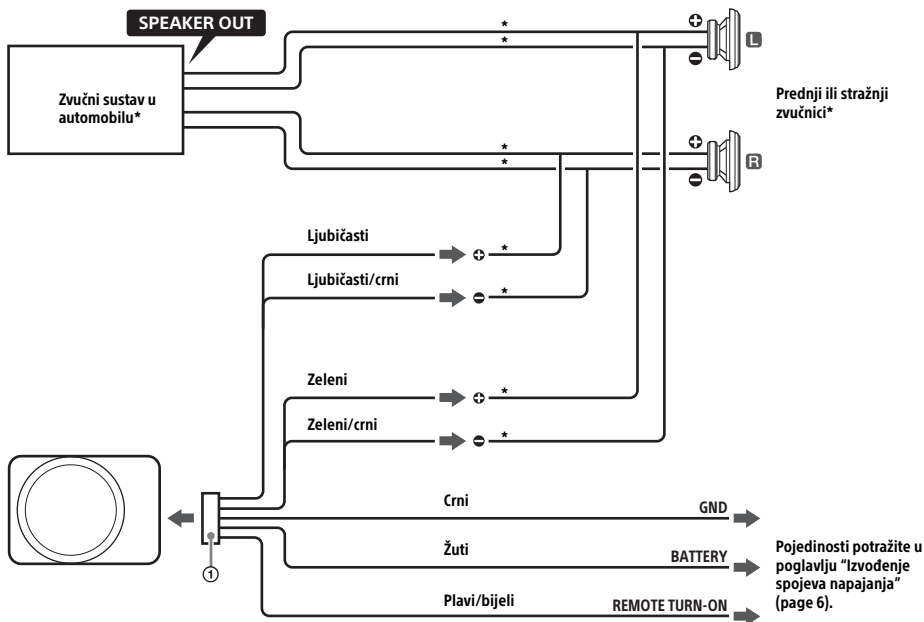 SPEAKER OUT
*
*
L
Zvučni sustav u
automobilu*
Prednji ili stražnji
zvučnici*
*
*
R
Ljubičasti
*
Ljubičasti/crni
*
Zeleni
*
Zeleni/crni
*
Crni
GND
Žuti
BATTERY
Pojedinosti potražite u
poglavlju "Izvođenje
spojeva napajanja"
(page 6).
①
Plavi/bijeli
REMOTE TURN-ON